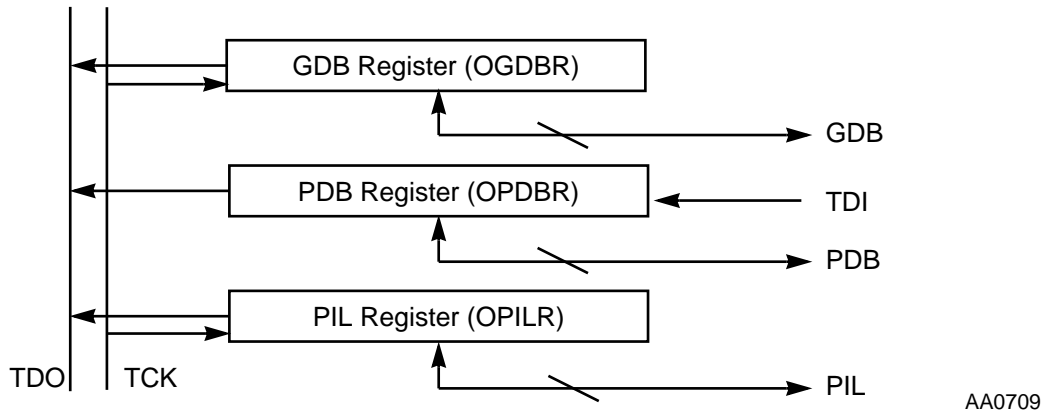 GDB Register (OGDBR)
GDB
PDB Register (OPDBR)
TDI
PDB
PIL Register (OPILR)
TDO
TCK
PIL
AA0709